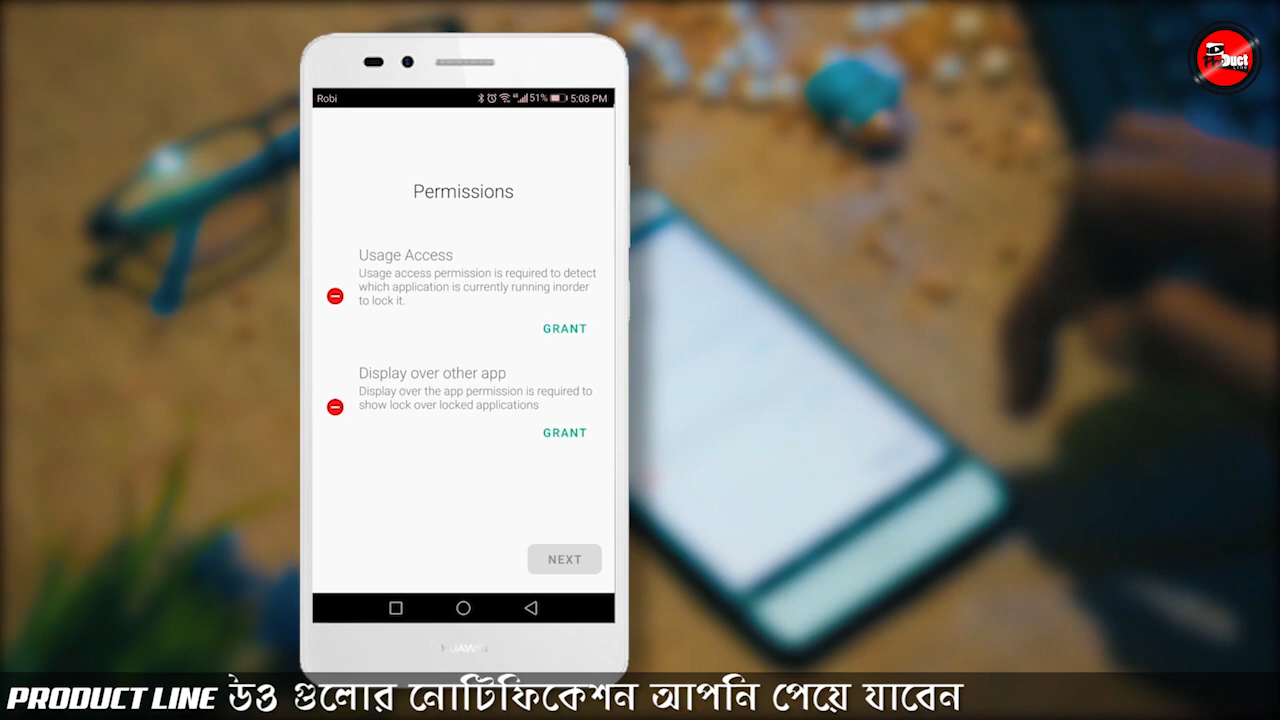 Robi 51% 5:08 PM
Permissions
Usage Access
Usage access permission is required to detect
which application is currently running inorder
to lock it.
GRANT
Display over other app
Display over the app permission is required to
show lock over locked applications
GRANT
NEXT
HUAWEI
PRODUCT LINE উও গুলোর নোটিফিকেশন আপনি পেয়ে যাবেন